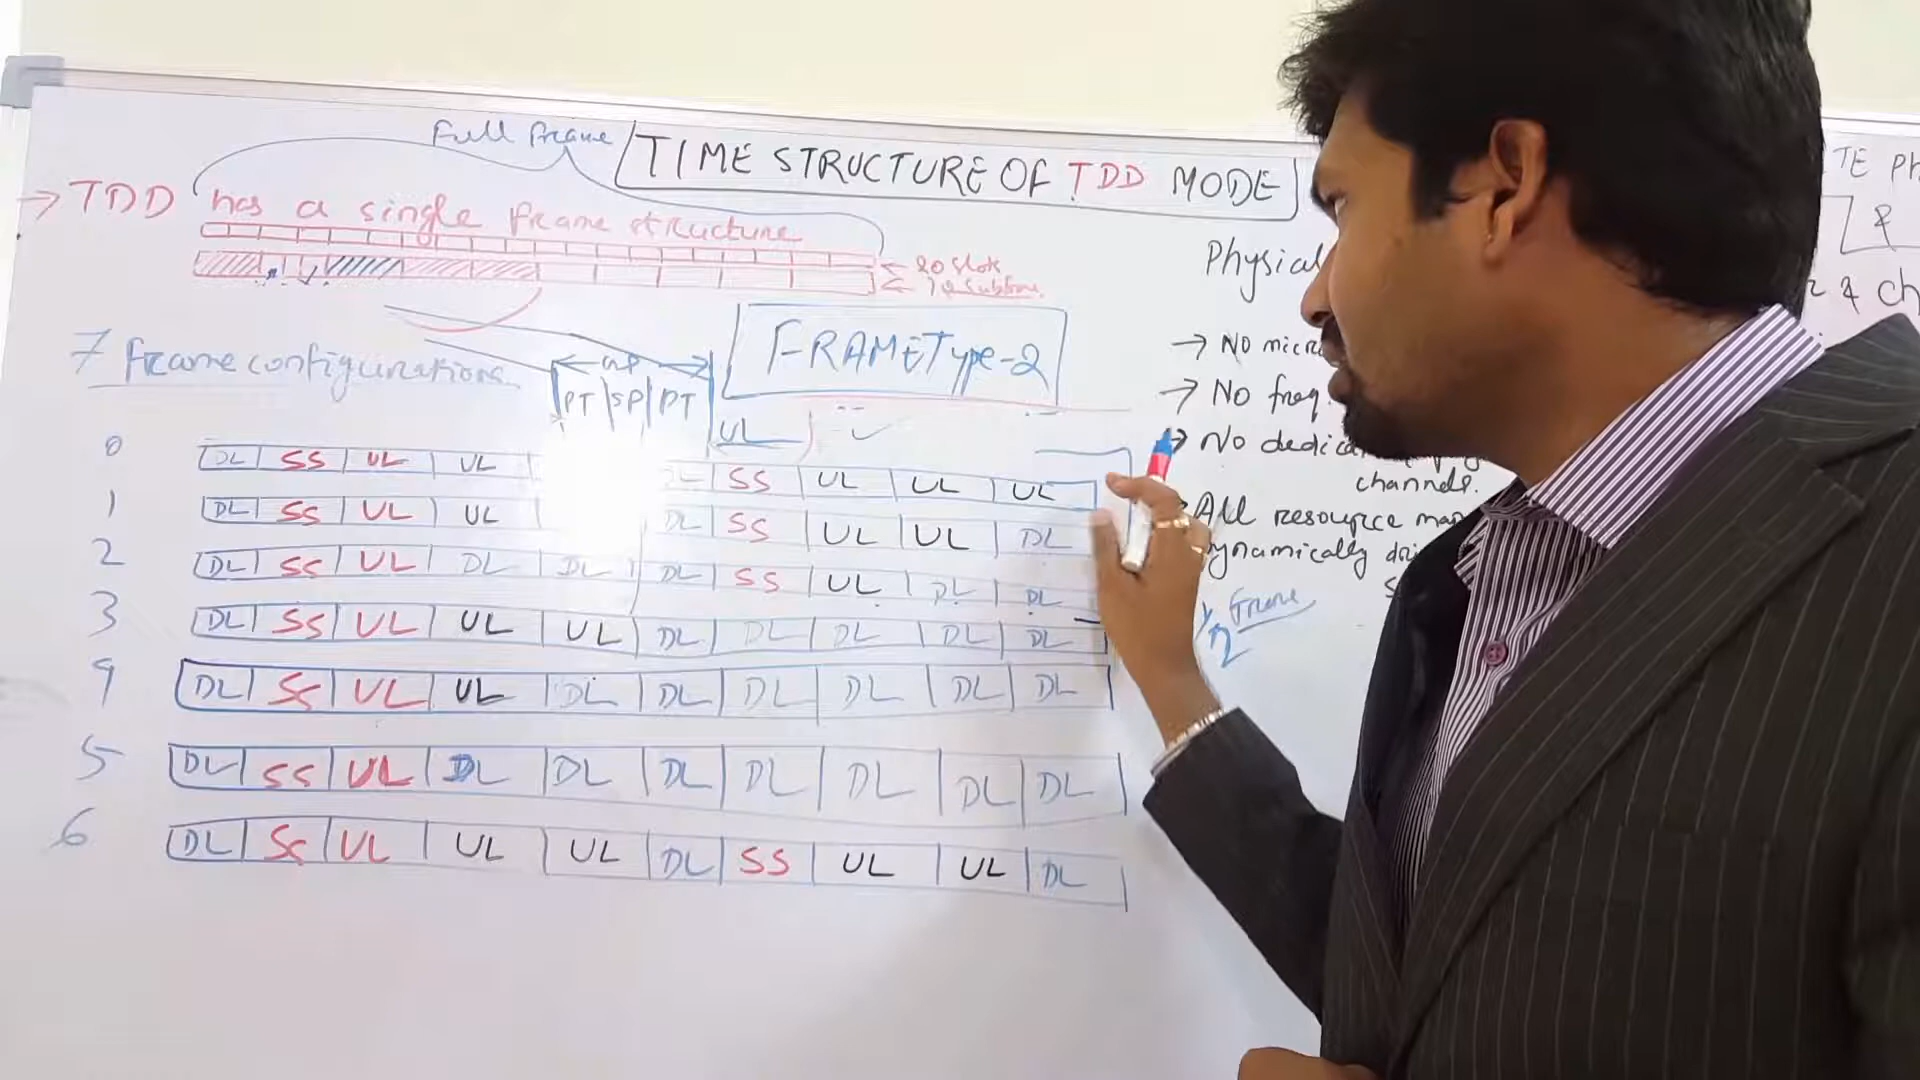 Full frame
TIME STRUCTURE OF TDD MODE
→ TDD has a single frame structure
20 slots
10 subframe
7 Frame configurations
FRAME Type-2
PT | SP | PT
UL
0 DL SS UL UL DL SS UL UL UL
1 DL SS UL UL DL SS UL UL DL
2 DL SS UL DL DL DL SS UL DL DL
3 DL SS UL UL UL DL DL DL DL DL
4 DL SS UL UL DL DL DL DL DL DL
5 DL SS UL DL DL DL DL DL DL DL
6 DL SS UL UL UL DL SS UL UL DL
Physical
→ No
→ No
→ No
channels.
All resource
Frame
2
TE
&